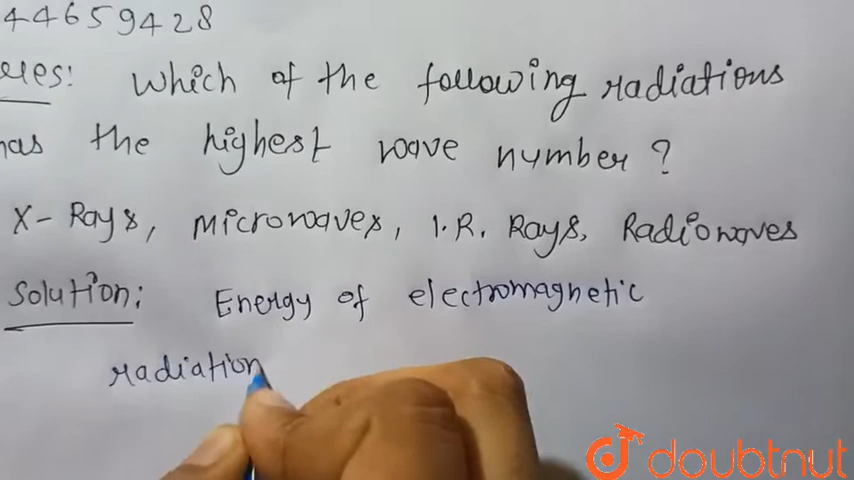 44659428
ues: Which of the following radiations
has the highest wave number?
X-Rays, Microwaves, I.R. Rays, Radiowaves
Solution: Energy of electromagnetic
radiation
doubtnut